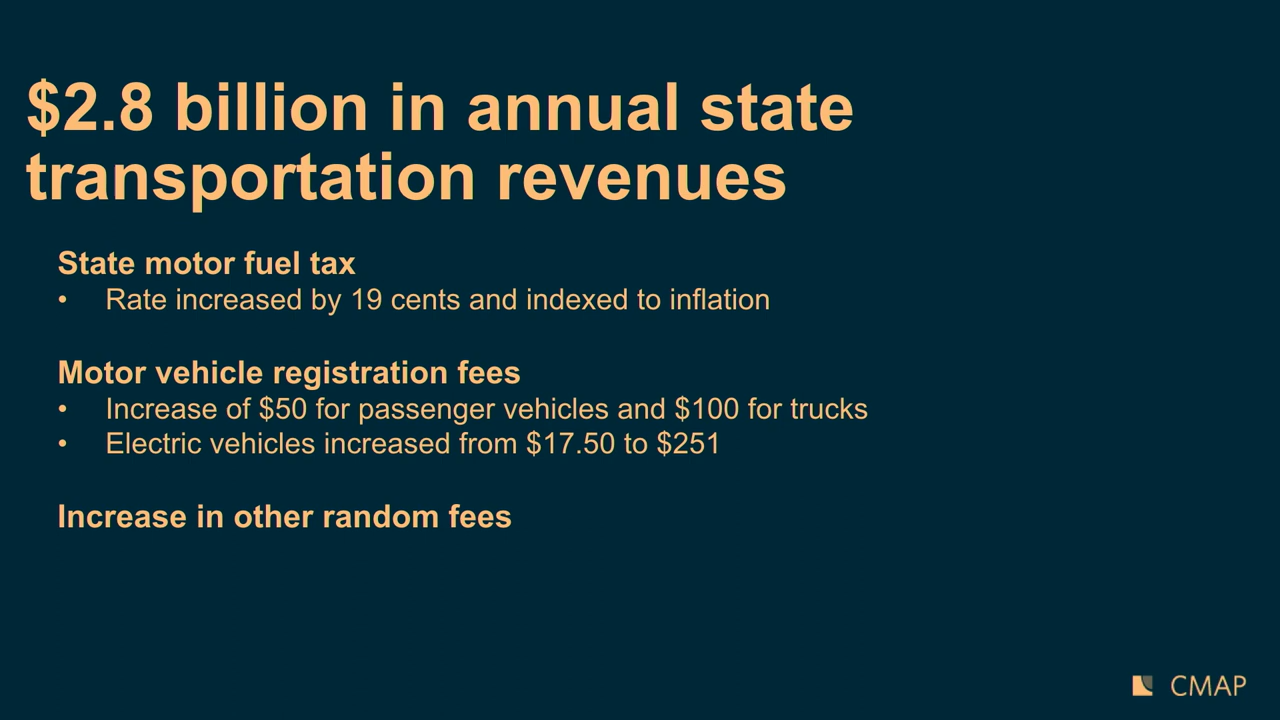 $2.8 billion in annual state
transportation revenues
State motor fuel tax
• Rate increased by 19 cents and indexed to inflation
Motor vehicle registration fees
• Increase of $50 for passenger vehicles and $100 for trucks
• Electric vehicles increased from $17.50 to $251
Increase in other random fees
CMAP